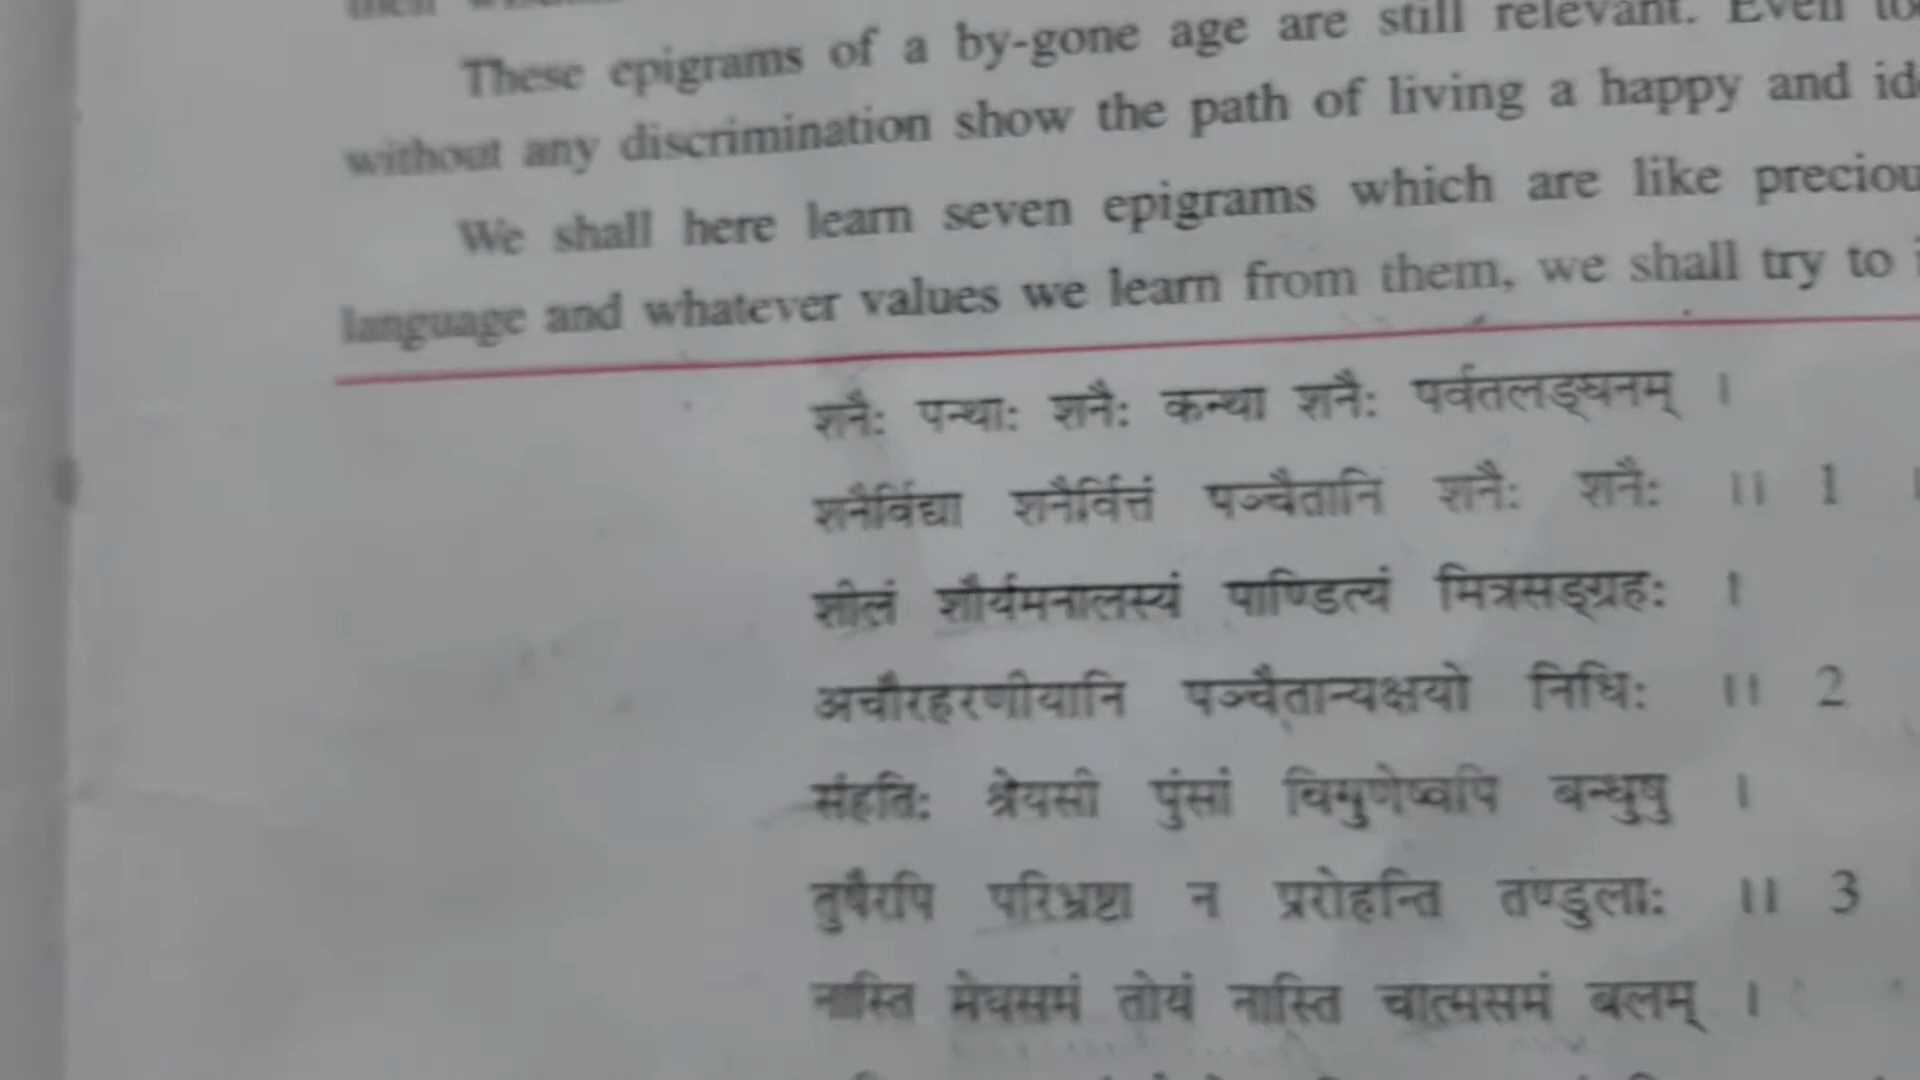 These epigrams of a by-gone age are still relevant. Even
without any discrimination show the path of living a happy and
We shall here learn seven epigrams which are like
language and whatever values we learn from them, we shall try to
शनैः पन्थाः शनैः कन्था शनैः पर्वतलङ्घनम् ।
शनैर्विद्या शनैर्वित्तं पञ्चैतानि शनैः शनैः ।। 1
शीलं शौर्यमनालस्यं पाण्डित्यं मित्रसङ्ग्रहः ।
अचौरहरणीयानि पञ्चैतान्यक्षयो निधिः ।। 2
संहतिः श्रेयसी पुंसां विगुणेष्वपि बन्धुषु ।
तुषैरपि परिभ्रष्टा न प्ररोहन्ति तण्डुलाः ।। 3
नास्ति मेघसमं तोयं नास्ति चात्मसमं बलम् ।